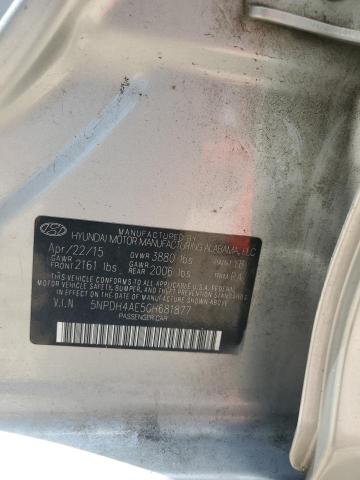 MANUFACTURED BY
HYUNDAI MOTOR MANUFACTURING ALABAMA, LLC
Apr/22/15 GVWR 3880 lbs
GAWR FRONT 2161 lbs GAWR REAR 2006 lbs
THIS VEHICLE CONFORMS TO ALL APPLICABLE U.S.A FEDERAL
MOTOR VEHICLE SAFETY, BUMPER, AND THEFT PREVENTION
STANDARDS IN EFFECT ON THE DATE OF MANUFACTURE SHOWN ABOVE.
V.I.N 5NPDH4AE5GH681877
PASSENGER CAR